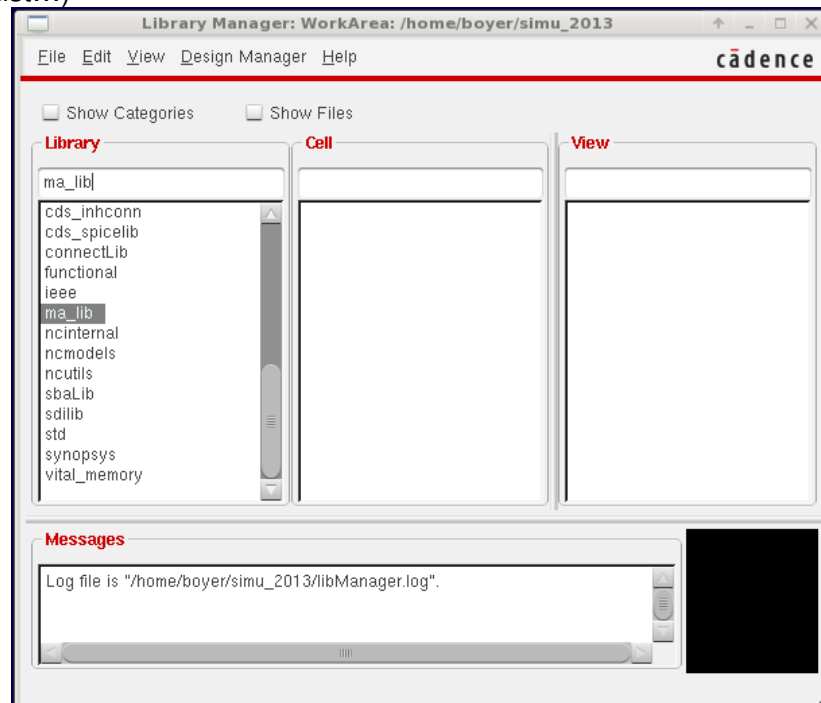 Library Manager: WorkArea: /home/boyer/simu_2013
File Edit View Design Manager Help
cādence
Show Categories Show Files
Library Cell View
ma_lib
cds_inhconn
cds_spicelib
connectLib
functional
ieee
ma_lib
ncinternal
ncmodels
ncutils
sbaLib
sdilib
std
synopsys
vital_memory
Messages
Log file is "/home/boyer/simu_2013/libManager.log".